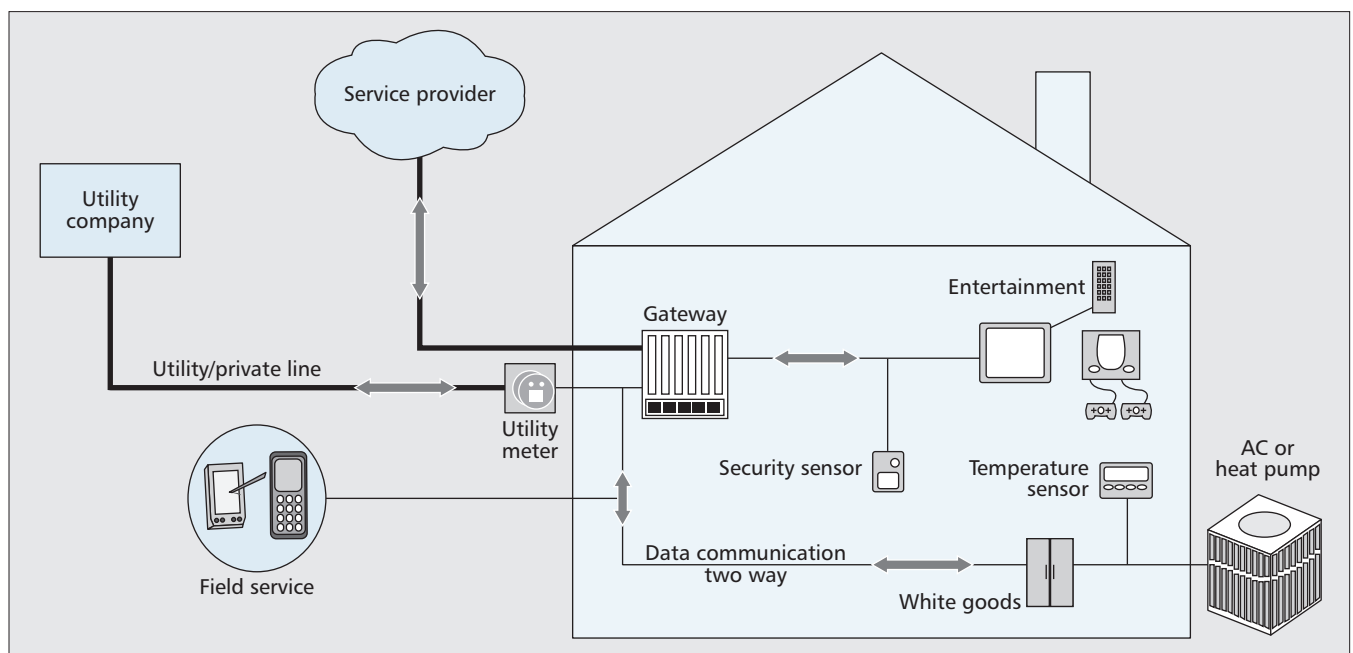 Service provider
Utility
company
Entertainment
Gateway
Utility/private line
Utility
meter
Security sensor
Temperature
sensor
AC or
heat pump
Data communication
two way
White goods
Field service